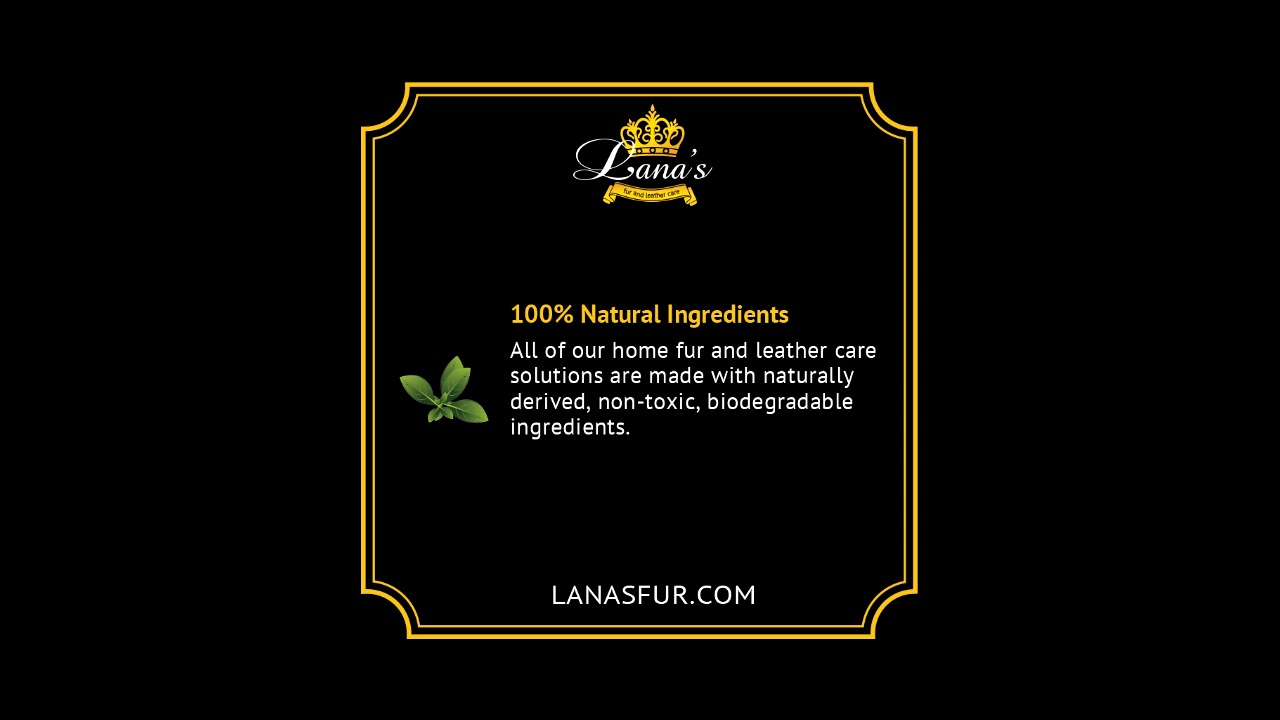 Lana's
fur and leather care
100% Natural Ingredients
All of our home fur and leather care
solutions are made with naturally
derived, non-toxic, biodegradable
ingredients.
LANASFUR.COM